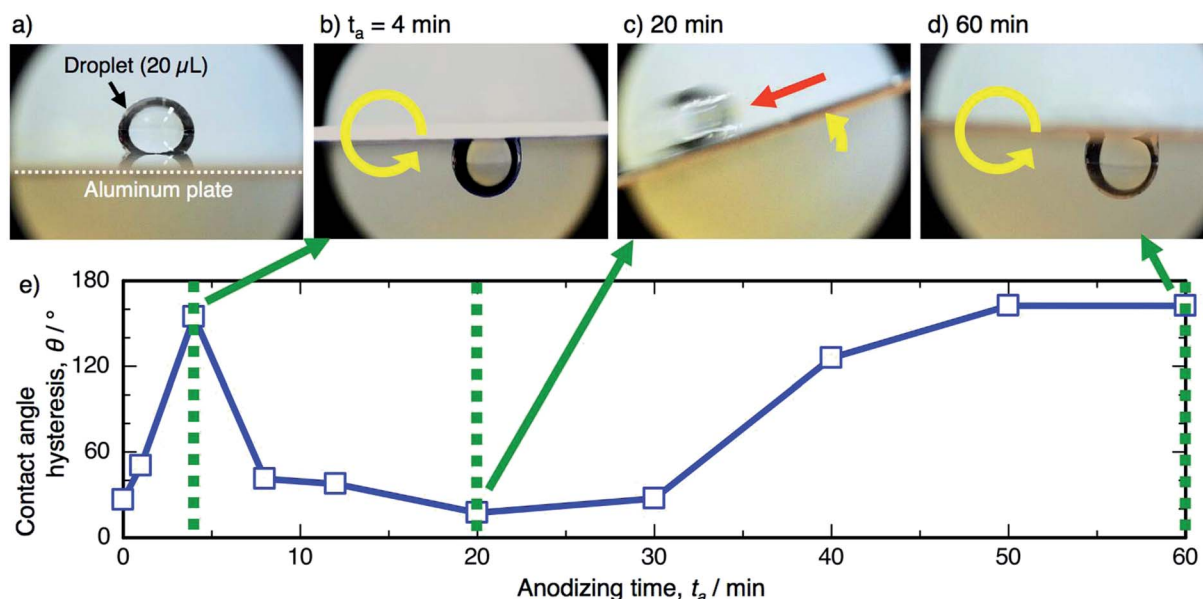 a)
b) tₐ = 4 min
c) 20 min
d) 60 min
Droplet (20 µL)
Aluminum plate
e)
Contact angle
hysteresis, θ / °
180
120
60
0
0
10
20
30
40
50
60
Anodizing time, tₐ / min